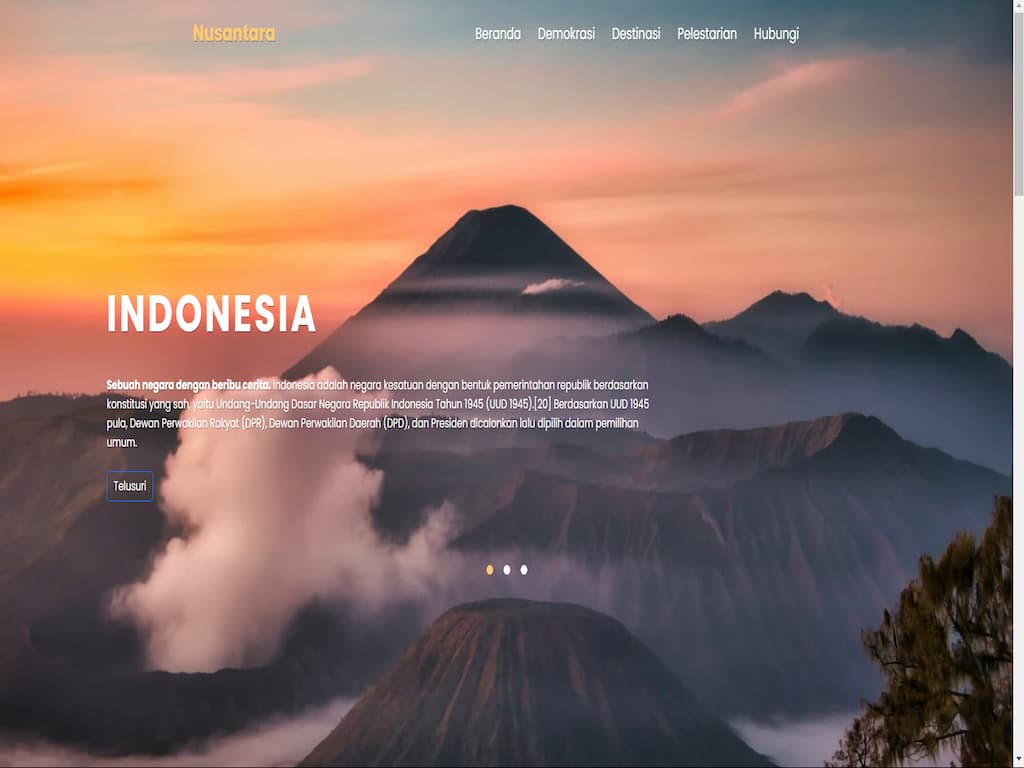 Nusantara
Beranda Demokrasi Destinasi Pelestarian Hubungi
INDONESIA
Sebuah negara dengan beribu cerita. Indonesia adalah negara kesatuan dengan bentuk pemerintahan republik berdasarkan
konstitusi yang sah, yaitu Undang-Undang Dasar Negara Republik Indonesia Tahun 1945 (UUD 1945).[20] Berdasarkan UUD 1945
pula, Dewan Perwakilan Rakyat (DPR), Dewan Perwakilan Daerah (DPD), dan Presiden dicalonkan lalu dipilih dalam pemilihan
umum.
Telusuri